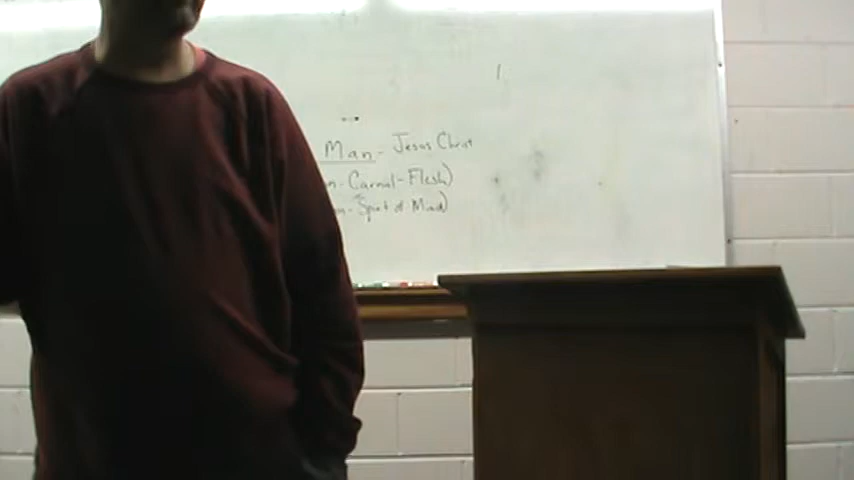 Man - Jesus Christ
n - Carnal - Flesh)
n - Spirit of Mind)